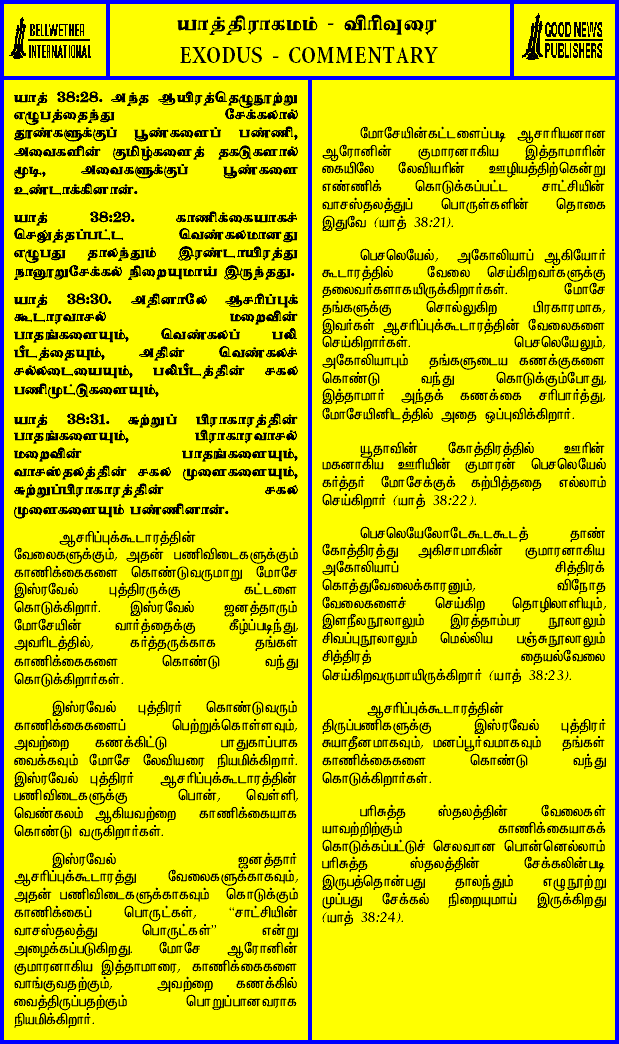 BELLWETHER
INTERNATIONAL
யாத்திராகமம் - விரிவுரை
EXODUS - COMMENTARY
GOOD NEWS
PUBLISHERS
யாத் 38:28. அந்த ஆயிரத்தெழுநூற்று
எழுபத்தைந்து சேக்கலால்
தூண்களுக்குப் பூண்களைப் பண்ணி,
அவைகளின் குமிழ்களைத் தகடுகளால்
மூடி, அவைகளுக்குப் பூண்களை
உண்டாக்கினான்.
யாத் 38:29. காணிக்கையாகச்
செலுத்தப்பட்ட வெண்கலமானது
எழுபது தாலந்தும் இரண்டாயிரத்து
நானூறுசேக்கல் நிறையுமாய் இருந்தது.
யாத் 38:30. அதினாலே ஆசரிப்புக்
கூடாரவாசல் மறைவின்
பாதங்களையும், வெண்கலப் பலி
பீடத்தையும், அதின் வெண்கலச்
சல்லடையையும், பலிபீடத்தின் சகல
பணிமுட்டுகளையும்,
யாத் 38:31. சுற்றுப் பிராகாரத்தின்
பாதங்களையும், பிராகாரவாசல்
மறைவின் பாதங்களையும்,
வாசஸ்தலத்தின் சகல முளைகளையும்,
சுற்றுப்பிராகாரத்தின் சகல
முளைகளையும் பண்ணினான்.
ஆசரிப்புக்கூடாரத்தின்
வேலைகளுக்கும், அதன் பணிவிடைகளுக்கும்
காணிக்கைகளை கொண்டுவருமாறு மோசே
இஸ்ரவேல் புத்திரருக்கு கட்டளை
கொடுக்கிறார். இஸ்ரவேல் ஜனத்தாரும்
மோசேயின் வார்த்தைக்கு கீழ்ப்படிந்து,
அவரிடத்தில், கர்த்தருக்காக தங்கள்
காணிக்கைகளை கொண்டு வந்து
கொடுக்கிறார்கள்.
இஸ்ரவேல் புத்திரர் கொண்டுவரும்
காணிக்கைகளைப் பெற்றுக்கொள்ளவும்,
அவற்றை கணக்கிட்டு பாதுகாப்பாக
வைக்கவும் மோசே லேவியரை நியமிக்கிறார்.
இஸ்ரவேல் புத்திரர் ஆசரிப்புக்கூடாரத்தின்
பணிவிடைகளுக்கு பொன், வெள்ளி,
வெண்கலம் ஆகியவற்றை காணிக்கையாக
கொண்டு வருகிறார்கள்.
இஸ்ரவேல் ஜனத்தார்
ஆசரிப்புக்கூடாரத்து வேலைகளுக்காகவும்,
அதன் பணிவிடைகளுக்காகவும் கொடுக்கும்
காணிக்கைப் பொருட்கள், “சாட்சியின்
வாசஸ்தலத்து பொருட்கள்” என்று
அழைக்கப்படுகிறது. மோசே ஆரோனின்
குமாரனாகிய இத்தாமாரை, காணிக்கைகளை
வாங்குவதற்கும், அவற்றை கணக்கில்
வைத்திருப்பதற்கும் பொறுப்பானவராக
நியமிக்கிறார்.
மோசேயின்கட்டளைப்படி ஆசாரியனான
ஆரோனின் குமாரனாகிய இத்தாமாரின்
கையிலே லேவியரின் ஊழியத்திற்கென்று
எண்ணிக் கொடுக்கப்பட்ட சாட்சியின்
வாசஸ்தலத்துப் பொருள்களின் தொகை
இதுவே (யாத் 38:21).
பெசலெயேல், அகோலியாப் ஆகியோர்
கூடாரத்தில் வேலை செய்கிறவர்களுக்கு
தலைவர்களாகயிருக்கிறார்கள். மோசே
தங்களுக்கு சொல்லுகிற பிரகாரமாக,
இவர்கள் ஆசரிப்புக்கூடாரத்தின் வேலைகளை
செய்கிறார்கள். பெசலெயேலும்,
அகோலியாபும் தங்களுடைய கணக்குகளை
கொண்டு வந்து கொடுக்கும்போது,
இத்தாமார் அந்தக் கணக்கை சரிபார்த்து,
மோசேயினிடத்தில் அதை ஒப்புவிக்கிறார்.
யூதாவின் கோத்திரத்தில் ஊரின்
மகனாகிய ஊரியின் குமாரன் பெசலெயேல்
கர்த்தர் மோசேக்குக் கற்பித்ததை எல்லாம்
செய்கிறார் (யாத் 38:22).
பெசலெயேலோடேகூடகூடத் தாண்
கோத்திரத்து அகிசாமாகின் குமாரனாகிய
அகோலியாப் சித்திரக்
கொத்துவேலைக்காரனும், விநோத
வேலைகளைச் செய்கிற தொழிலாளியும்,
இளநீலநூலாலும் இரத்தாம்பர நூலாலும்
சிவப்புநூலாலும் மெல்லிய பஞ்சுநூலாலும்
சித்திரத் தையல்வேலை
செய்கிறவருமாயிருக்கிறார் (யாத் 38:23).
ஆசரிப்புக்கூடாரத்தின்
திருப்பணிகளுக்கு இஸ்ரவேல் புத்திரர்
சுயாதீனமாகவும், மனப்பூர்வமாகவும் தங்கள்
காணிக்கைகளை கொண்டு வந்து
கொடுக்கிறார்கள்.
பரிசுத்த ஸ்தலத்தின் வேலைகள்
யாவற்றிற்கும் காணிக்கையாகக்
கொடுக்கப்பட்டுச் செலவான பொன்னெல்லாம்
பரிசுத்த ஸ்தலத்தின் சேக்கலின்படி
இருபத்தொன்பது தாலந்தும் எழுநூற்று
முப்பது சேக்கல் நிறையுமாய் இருக்கிறது
(யாத் 38:24).